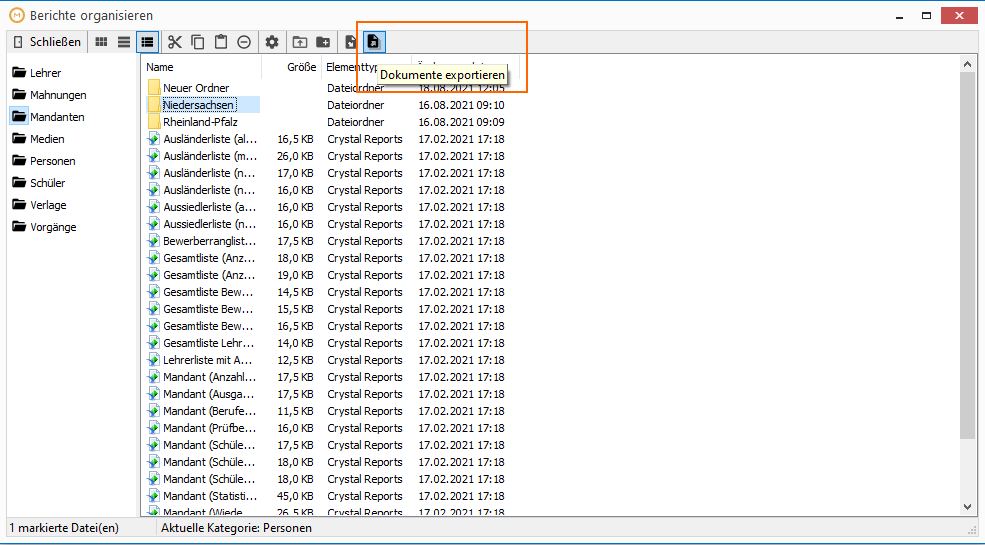 Berichte organisieren
Schließen
Lehrer
Mahnungen
Mandanten
Medien
Personen
Schüler
Verlage
Vorgänge
Name Größe Elementtyp
Dokumente exportieren
Neuer Ordner Dateiordner 18.08.2021 12:05
Niedersachsen Dateiordner 16.08.2021 09:10
Rheinland-Pfalz Dateiordner 16.08.2021 09:09
Ausländerliste (al... 16,5 KB Crystal Reports 17.02.2021 17:18
Ausländerliste (m... 26,0 KB Crystal Reports 17.02.2021 17:18
Ausländerliste (n... 17,0 KB Crystal Reports 17.02.2021 17:18
Ausländerliste (n... 16,0 KB Crystal Reports 17.02.2021 17:18
Aussiedlerliste (a... 16,0 KB Crystal Reports 17.02.2021 17:18
Aussiedlerliste (n... 16,0 KB Crystal Reports 17.02.2021 17:18
Bewerberranglist... 17,5 KB Crystal Reports 17.02.2021 17:18
Gesamtliste (Anz... 18,0 KB Crystal Reports 17.02.2021 17:18
Gesamtliste (Anz... 19,0 KB Crystal Reports 17.02.2021 17:18
Gesamtliste Bew... 14,5 KB Crystal Reports 17.02.2021 17:18
Gesamtliste Bew... 15,5 KB Crystal Reports 17.02.2021 17:18
Gesamtliste Bew... 16,5 KB Crystal Reports 17.02.2021 17:18
Gesamtliste Lehr... 14,0 KB Crystal Reports 17.02.2021 17:18
Lehrerliste mit A... 12,5 KB Crystal Reports 17.02.2021 17:18
Mandant (Anzahl... 17,5 KB Crystal Reports 17.02.2021 17:18
Mandant (Ausga... 17,5 KB Crystal Reports 17.02.2021 17:18
Mandant (Berufe... 11,5 KB Crystal Reports 17.02.2021 17:18
Mandant (Prüfbe... 16,0 KB Crystal Reports 17.02.2021 17:18
Mandant (Schüle... 17,5 KB Crystal Reports 17.02.2021 17:18
Mandant (Schüle... 18,0 KB Crystal Reports 17.02.2021 17:18
Mandant (Schüle... 18,0 KB Crystal Reports 17.02.2021 17:18
Mandant (Statisti... 45,0 KB Crystal Reports 17.02.2021 17:18
Mandant (Wiede... 26,5 KB Crystal Reports 17.02.2021 17:18
1 markierte Datei(en) Aktuelle Kategorie: Personen